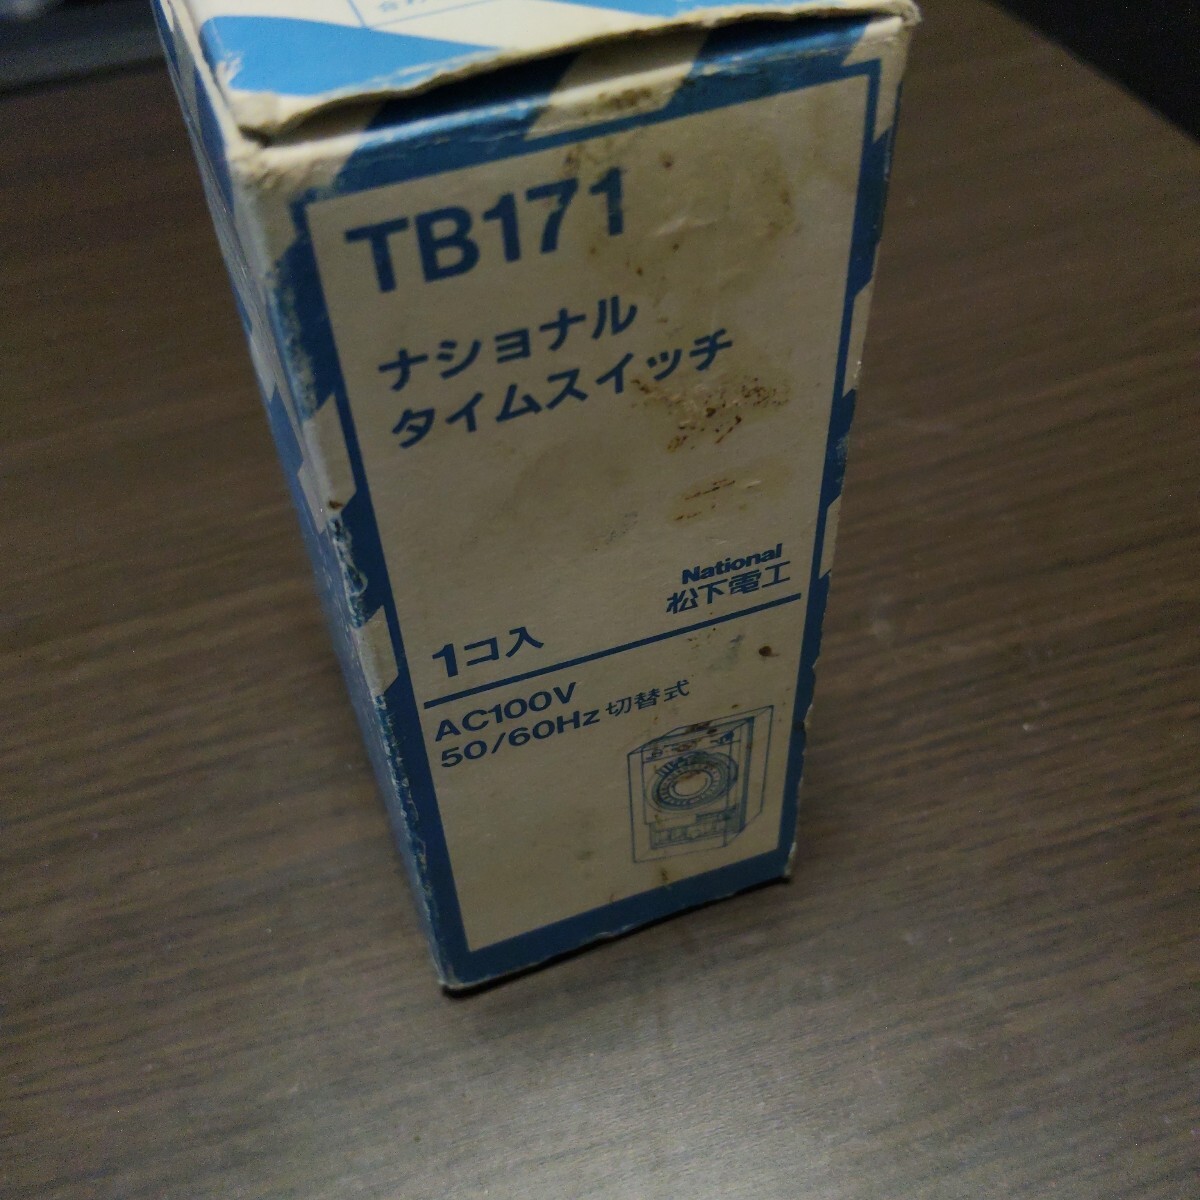 TB171
ナショナル
タイムスイッチ
National
松下電工
1コ入
AC100V
50/60Hz 切替式